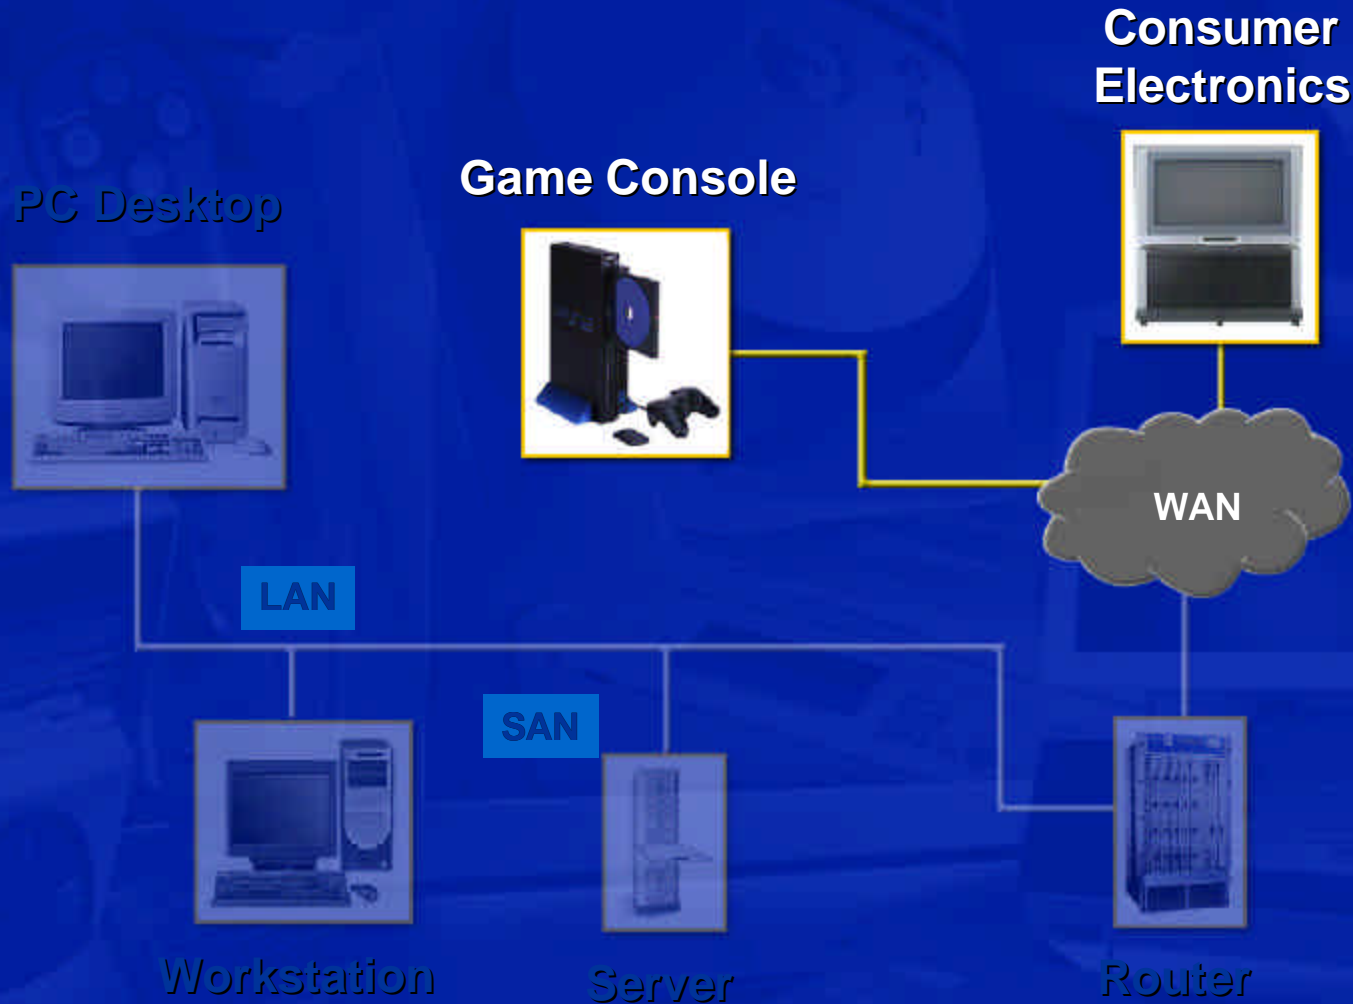 Consumer
Electronics
Game Console
PC Desktop
WAN
LAN
SAN
Workstation
Server
Router